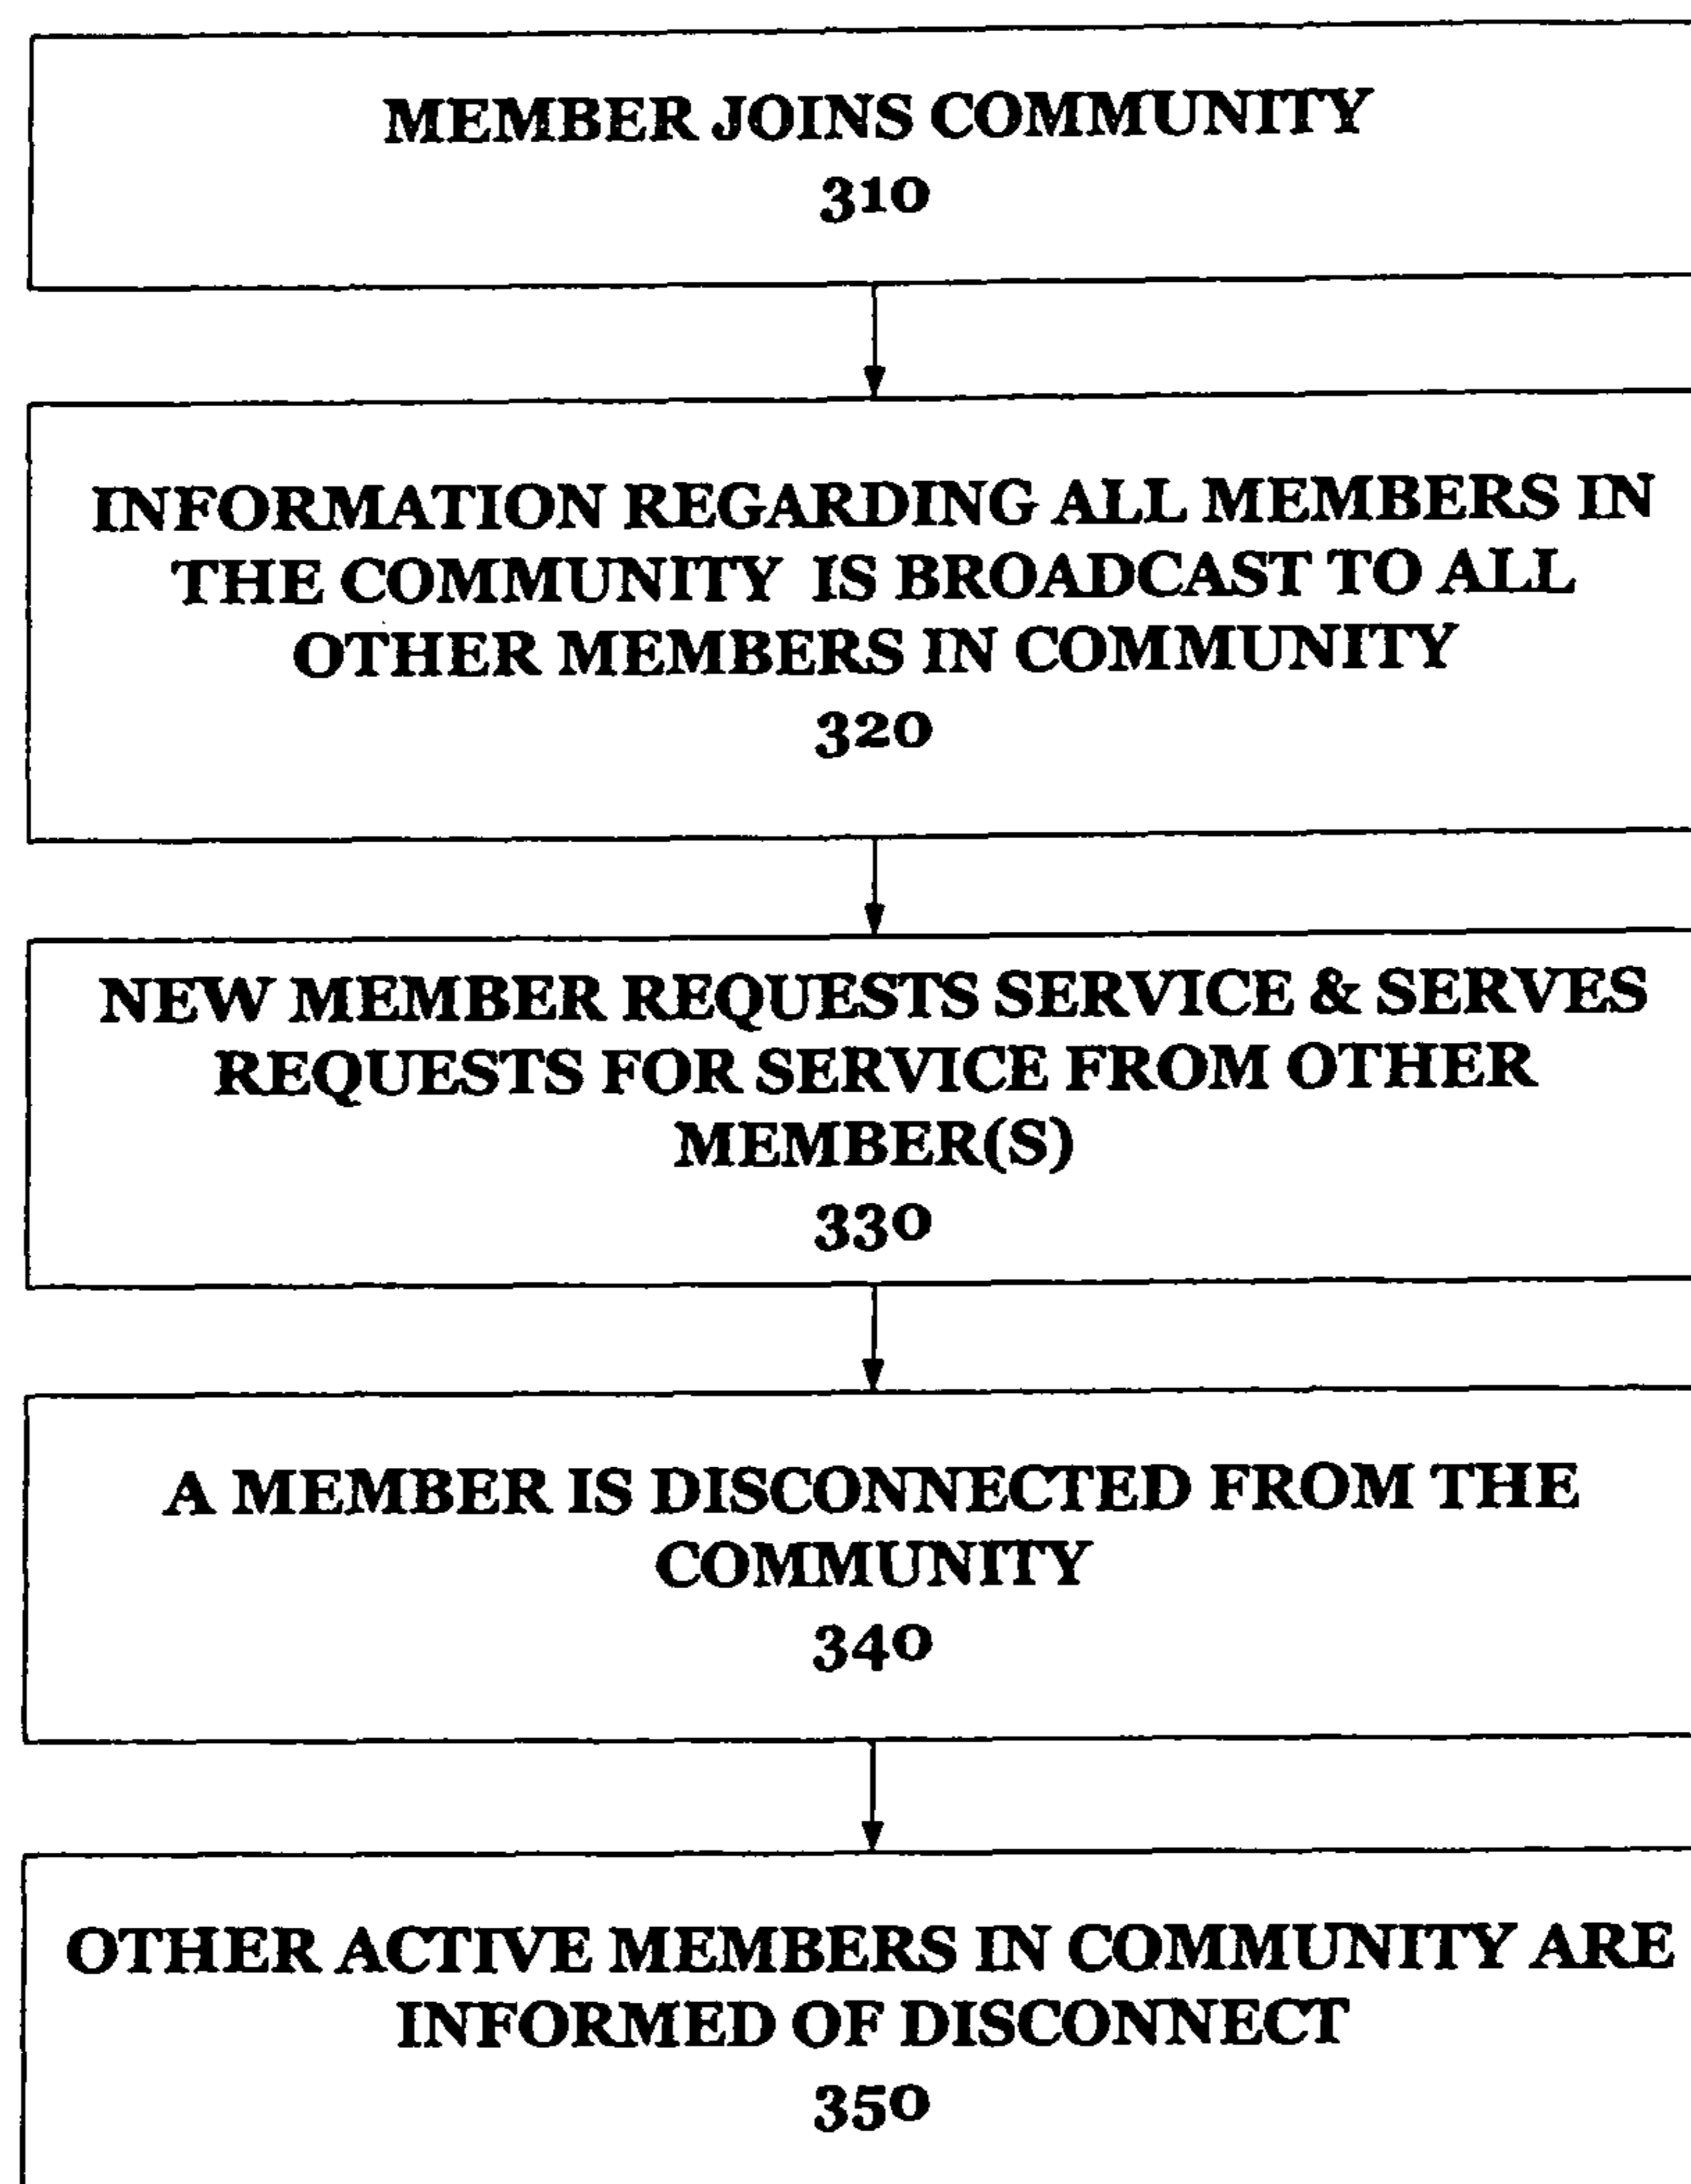 MEMBER JOINS COMMUNITY
310
INFORMATION REGARDING ALL MEMBERS IN
THE COMMUNITY IS BROADCAST TO ALL
OTHER MEMBERS IN COMMUNITY
320
NEW MEMBER REQUESTS SERVICE & SERVES
REQUESTS FOR SERVICE FROM OTHER
MEMBER(S)
330
A MEMBER IS DISCONNECTED FROM THE
COMMUNITY
340
OTHER ACTIVE MEMBERS IN COMMUNITY ARE
INFORMED OF DISCONNECT
350